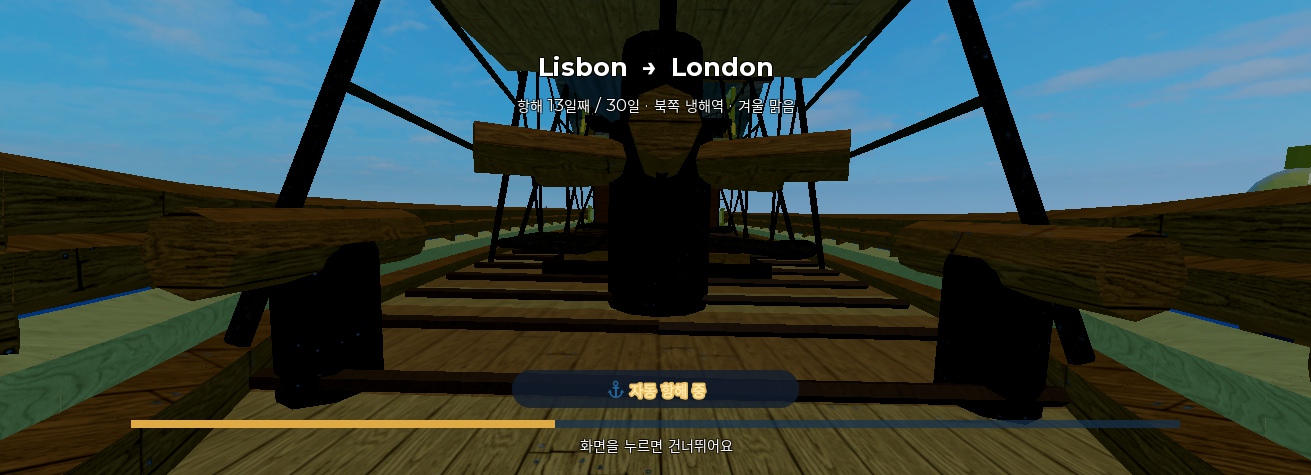 Lisbon → London
항해 13일째 / 30일 · 북쪽 냉해역 · 겨울 맑음
⚓ 자동 항해 중
화면을 누르면 건너뛰어요